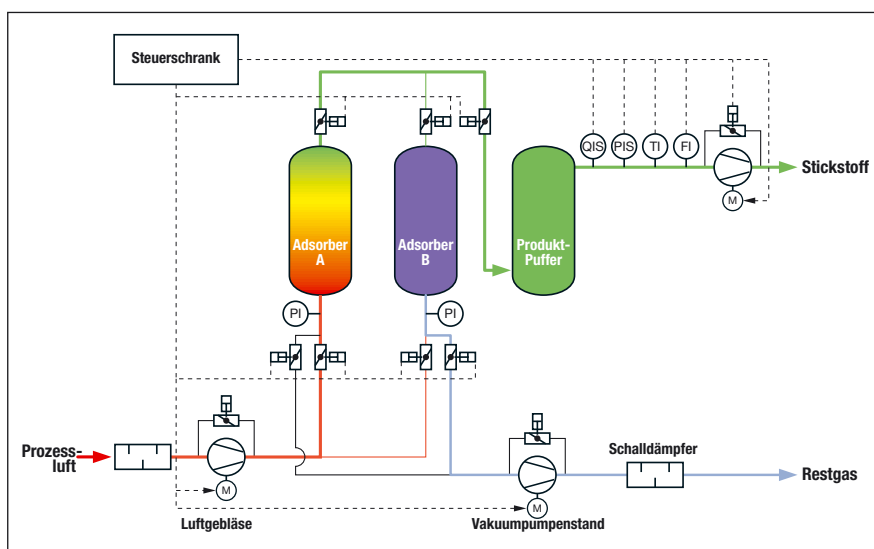 Steuerschrank
QIS
PIS
TI
FI
M
Stickstoff
Adsorber
A
Adsorber
B
Produkt-
Puffer
PI
PI
Prozess-
luft
M
Luftgebläse
M
Vakuumpumpenstand
Schalldämpfer
Restgas